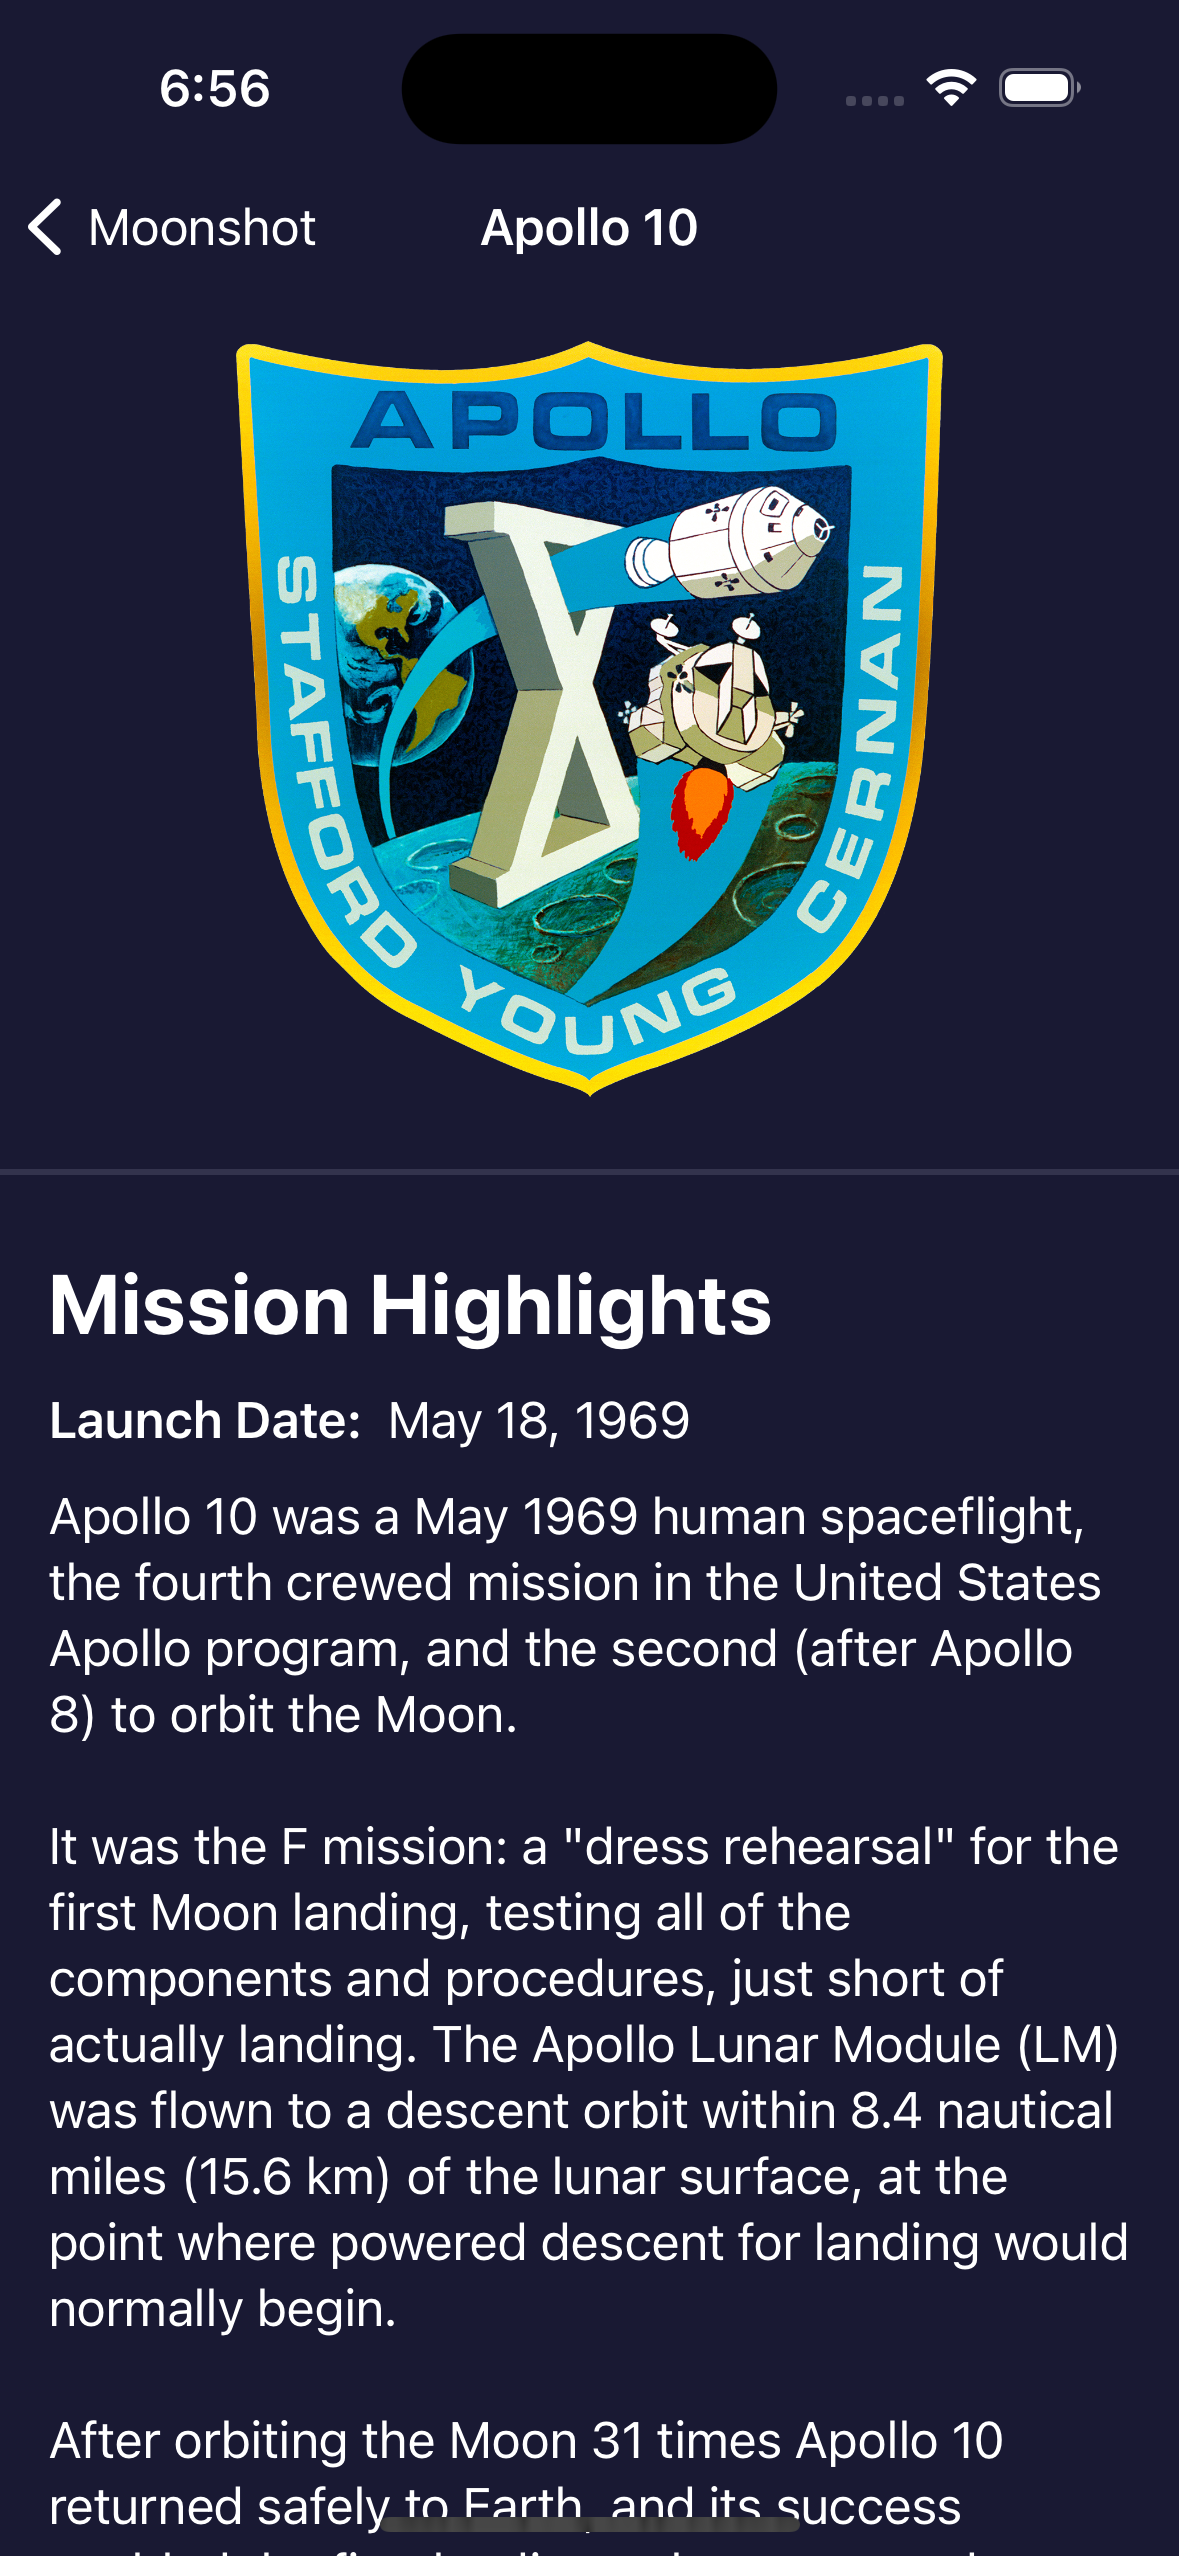 6:56
Moonshot
Apollo 10
APOLLO
STAFFORD
YOUNG
CERNAN
Mission Highlights
Launch Date: May 18, 1969
Apollo 10 was a May 1969 human spaceflight,
the fourth crewed mission in the United States
Apollo program, and the second (after Apollo
8) to orbit the Moon.
It was the F mission: a "dress rehearsal" for the
first Moon landing, testing all of the
components and procedures, just short of
actually landing. The Apollo Lunar Module (LM)
was flown to a descent orbit within 8.4 nautical
miles (15.6 km) of the lunar surface, at the
point where powered descent for landing would
normally begin.
After orbiting the Moon 31 times Apollo 10
returned safely to Earth, and its success